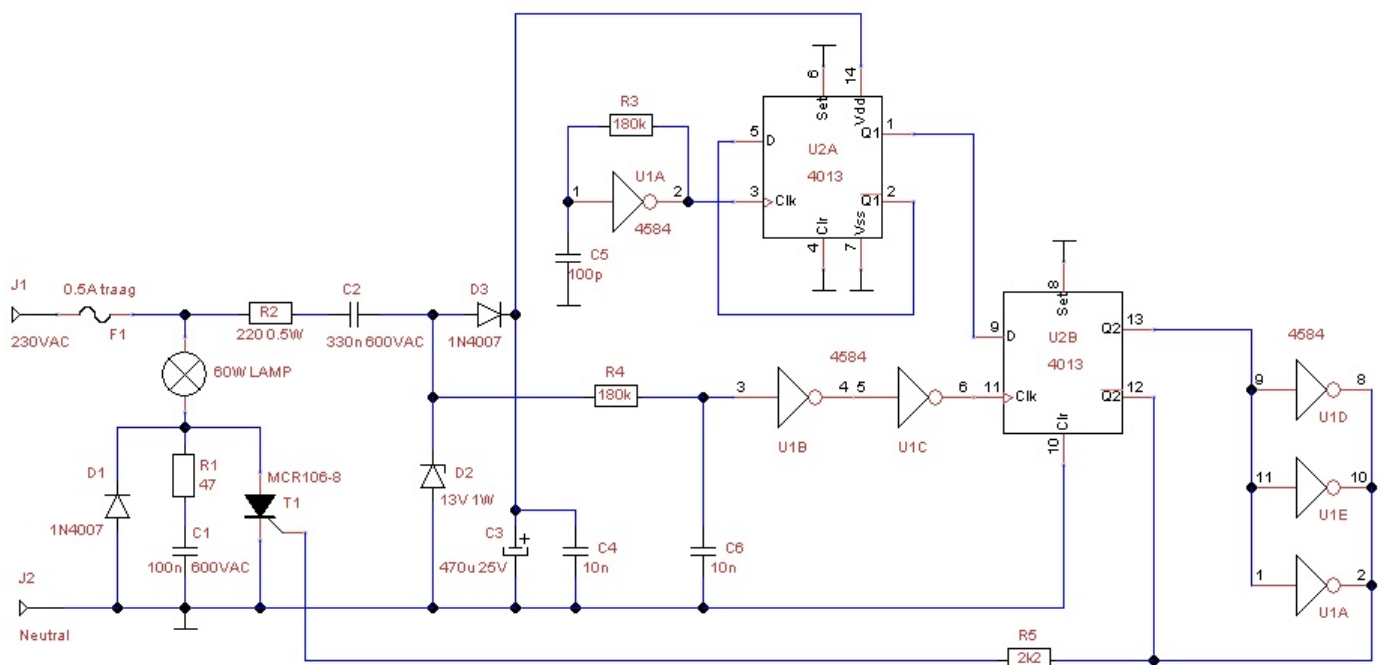 R3
180k
1
2
U1A
4584
C5
100p
6
14
Set
Vdd
5
D
Q1
1
U2A
4013
3
Clk
Q1
2
Clr
Vss
4
7
J1
230VAC
0.5A traag
F1
R2
220 0.5W
C2
330n 600VAC
D3
1N4007
60W LAMP
R4
180k
3
4
U1B
4584
5
6
U1C
8
Set
9
D
Q2
13
U2B
4013
11
Clk
Q2
12
Clr
10
4584
9
8
U1D
11
10
U1E
1
2
U1A
D1
1N4007
R1
47
C1
100n 600VAC
MCR106-8
T1
D2
13V 1W
C3
+
470u 25V
C4
10n
C6
10n
J2
Neutral
R5
2k2